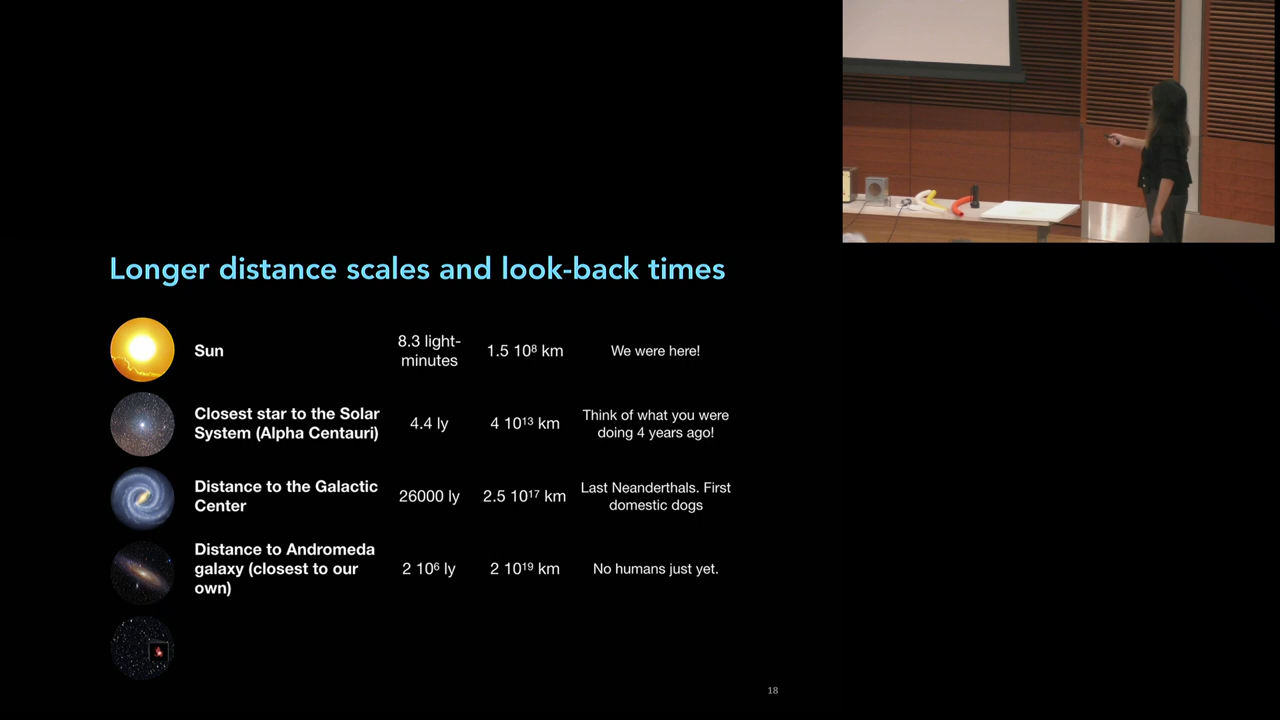 Longer distance scales and look-back times
Sun
8.3 light-
minutes
1.5 10⁸ km
We were here!
Closest star to the Solar
System (Alpha Centauri)
4.4 ly
4 10¹³ km
Think of what you were
doing 4 years ago!
Distance to the Galactic
Center
26000 ly
2.5 10¹⁷ km
Last Neanderthals. First
domestic dogs
Distance to Andromeda
galaxy (closest to our
own)
2 10⁶ ly
2 10¹⁹ km
No humans just yet.
18